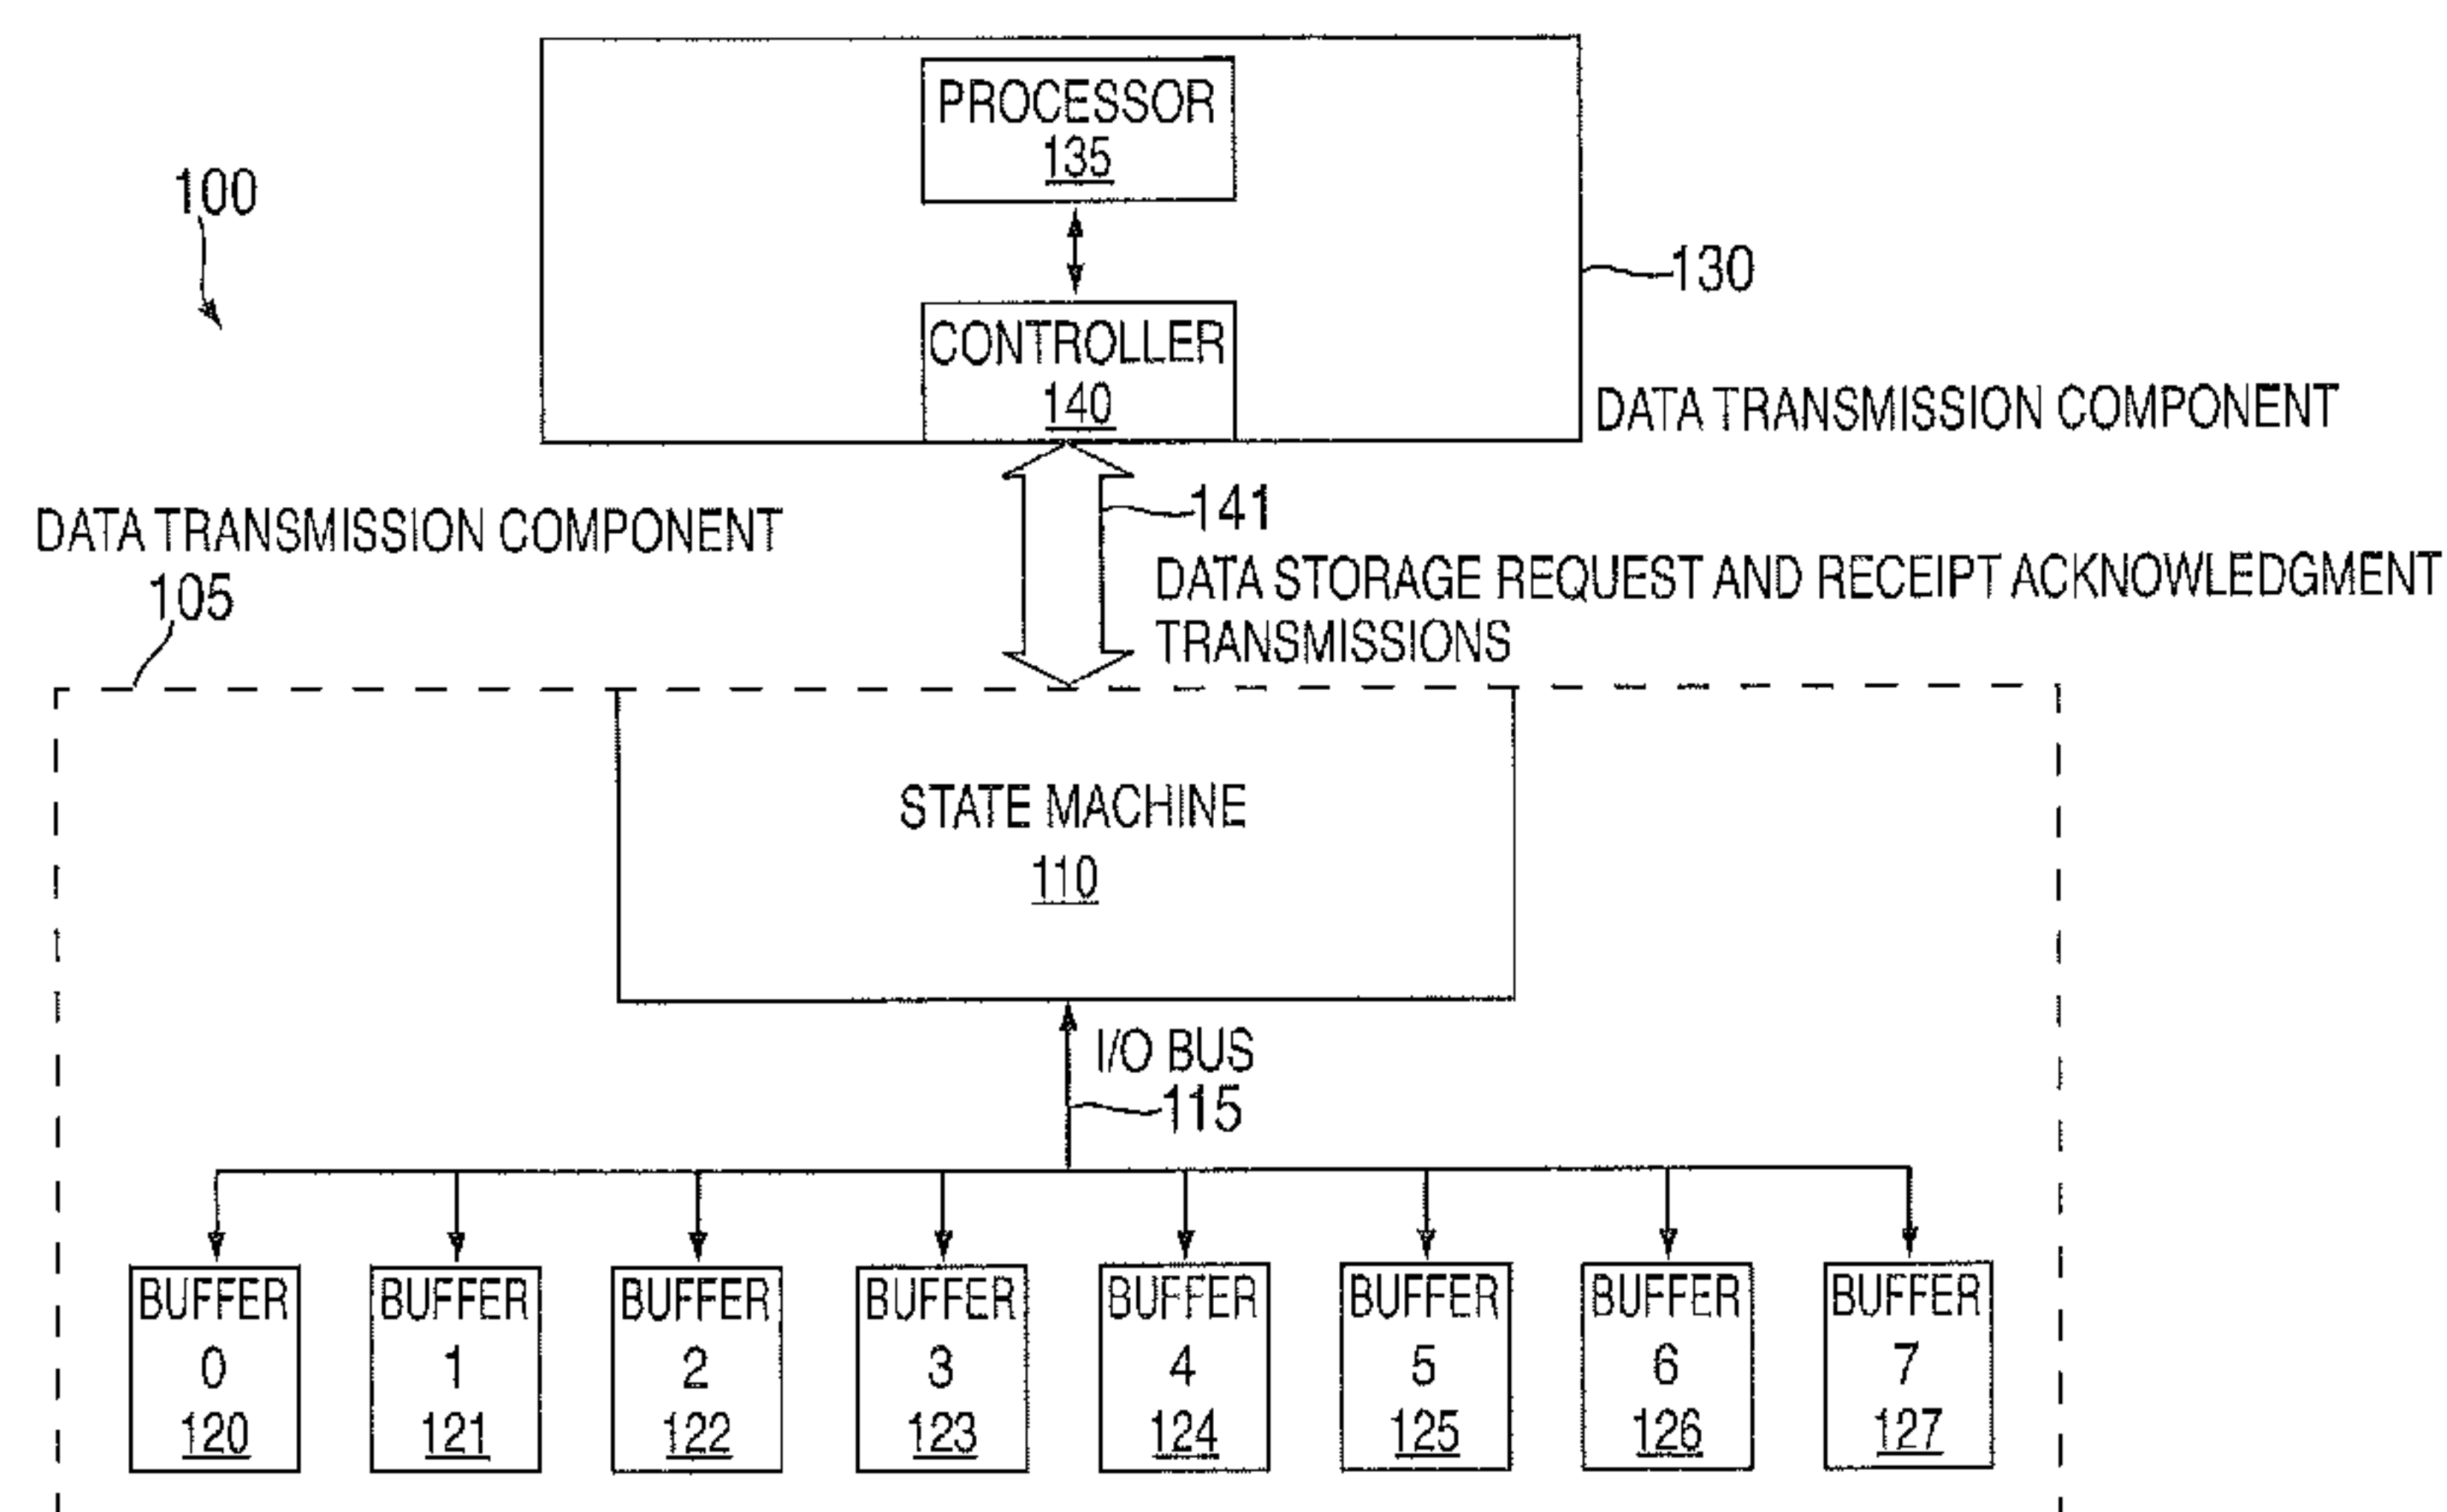 PROCESSOR
135
100
130
CONTROLLER
140
DATA TRANSMISSION COMPONENT
141
DATA TRANSMISSION COMPONENT
105
DATA STORAGE REQUEST AND RECEIPT ACKNOWLEDGMENT
TRANSMISSIONS
STATE MACHINE
110
I/O BUS
115
BUFFER
0
120
BUFFER
1
121
BUFFER
2
122
BUFFER
3
123
BUFFER
4
124
BUFFER
5
125
BUFFER
6
126
BUFFER
7
127